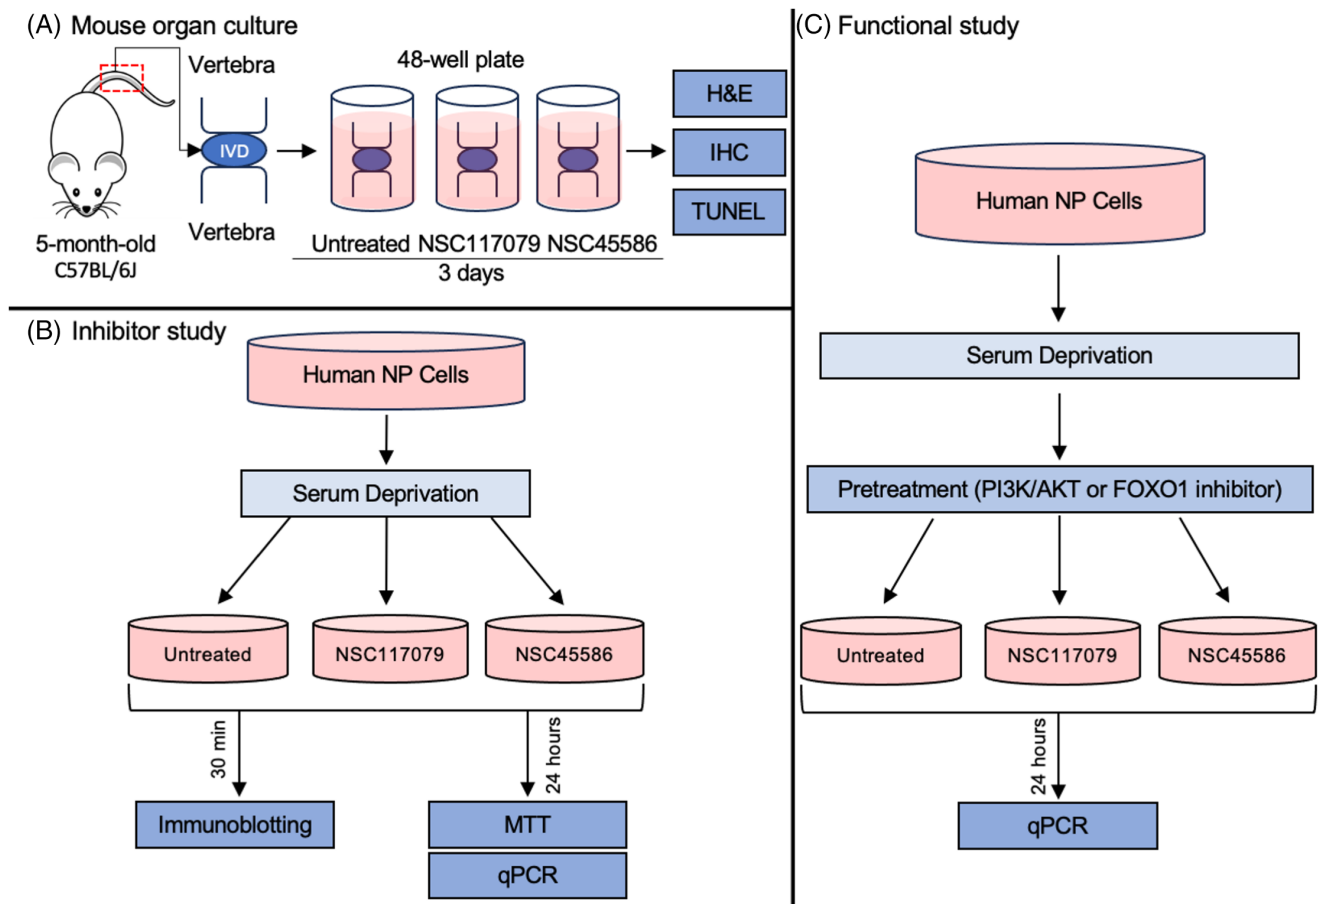 (A) Mouse organ culture
Vertebra
48-well plate
IVD
H&E
IHC
TUNEL
Vertebra
5-month-old
C57BL/6J
Untreated NSC117079 NSC45586
3 days
(B) Inhibitor study
Human NP Cells
Serum Deprivation
Untreated
NSC117079
NSC45586
30 min
24 hours
Immunoblotting
MTT
qPCR
(C) Functional study
Human NP Cells
Serum Deprivation
Pretreatment (PI3K/AKT or FOXO1 inhibitor)
Untreated
NSC117079
NSC45586
24 hours
qPCR